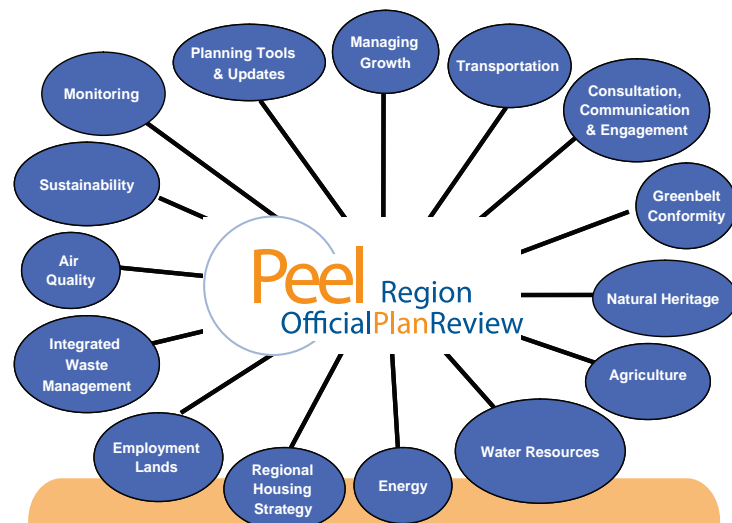 Managing
Growth
Planning Tools
& Updates
Transportation
Monitoring
Consultation,
Communication
& Engagement
Sustainability
Greenbelt
Conformity
Air
Quality
Peel Region
OfficialPlanReview
Natural Heritage
Integrated
Waste
Management
Agriculture
Employment
Lands
Regional
Housing
Strategy
Energy
Water Resources